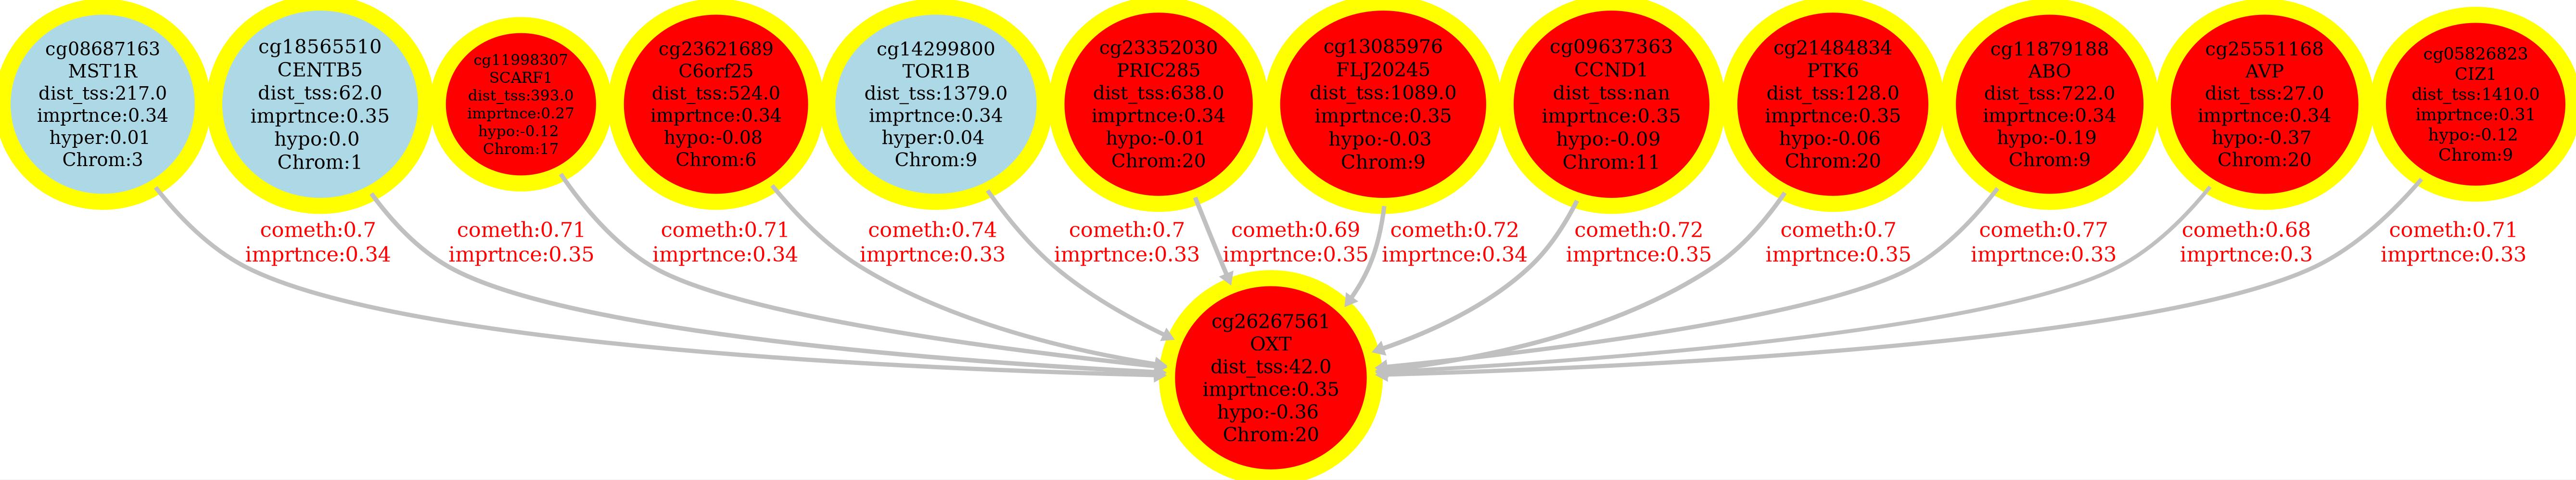 cg08687163
MST1R
dist_tss:217.0
imprtnce:0.34
hyper:0.01
Chrom:3
cg18565510
CENTB5
dist_tss:62.0
imprtnce:0.35
hypo:0.0
Chrom:1
cg11998307
SCARF1
dist_tss:393.0
imprtnce:0.27
hypo:-0.12
Chrom:17
cg23621689
C6orf25
dist_tss:524.0
imprtnce:0.34
hypo:-0.08
Chrom:6
cg14299800
TOR1B
dist_tss:1379.0
imprtnce:0.34
hyper:0.04
Chrom:9
cg23352030
PRIC285
dist_tss:638.0
imprtnce:0.34
hypo:-0.01
Chrom:20
cg13085976
FLJ20245
dist_tss:1089.0
imprtnce:0.35
hypo:-0.03
Chrom:9
cg09637363
CCND1
dist_tss:nan
imprtnce:0.35
hypo:-0.09
Chrom:11
cg21484834
PTK6
dist_tss:128.0
imprtnce:0.35
hypo:-0.06
Chrom:20
cg11879188
ABO
dist_tss:722.0
imprtnce:0.34
hypo:-0.19
Chrom:9
cg25551168
AVP
dist_tss:27.0
imprtnce:0.34
hypo:-0.37
Chrom:20
cg05826823
CIZ1
dist_tss:1410.0
imprtnce:0.31
hypo:-0.12
Chrom:9
cometh:0.7
imprtnce:0.34
cometh:0.71
imprtnce:0.35
cometh:0.71
imprtnce:0.34
cometh:0.74
imprtnce:0.33
cometh:0.7
imprtnce:0.33
cometh:0.69
imprtnce:0.35
cometh:0.72
imprtnce:0.34
cometh:0.72
imprtnce:0.35
cometh:0.7
imprtnce:0.35
cometh:0.77
imprtnce:0.33
cometh:0.68
imprtnce:0.3
cometh:0.71
imprtnce:0.33
cg26267561
OXT
dist_tss:42.0
imprtnce:0.35
hypo:-0.36
Chrom:20